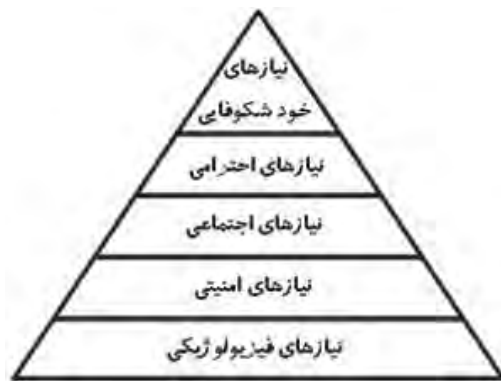 نیازهای
خود شکوفایی
نیازهای احترامی
نیازهای اجتماعی
نیازهای امنیتی
نیازهای فیزیولوژیکی